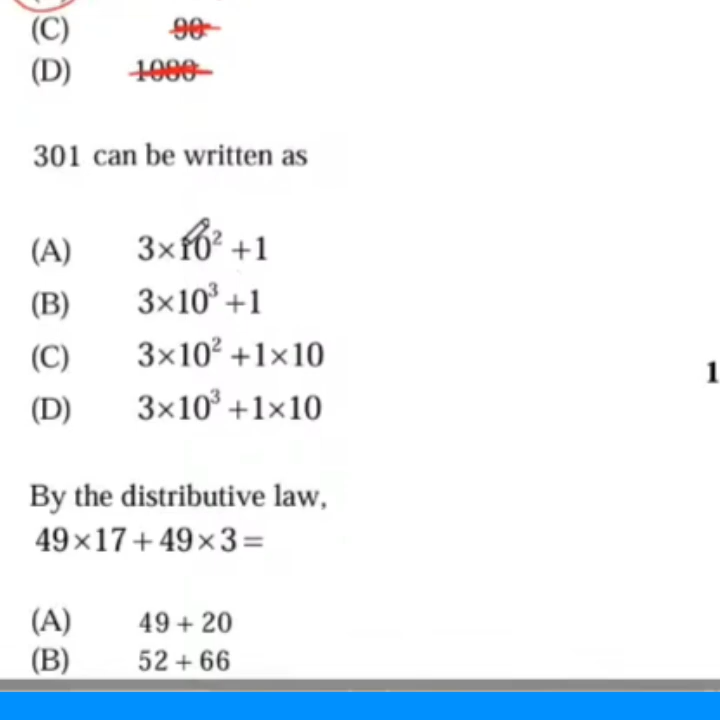 (C) 90
(D) 1080
301 can be written as
(A) 3×10² +1
(B) 3×10³ +1
(C) 3×10² +1×10
(D) 3×10³ +1×10
1
By the distributive law,
49×17+49×3=
(A) 49 + 20
(B) 52 + 66